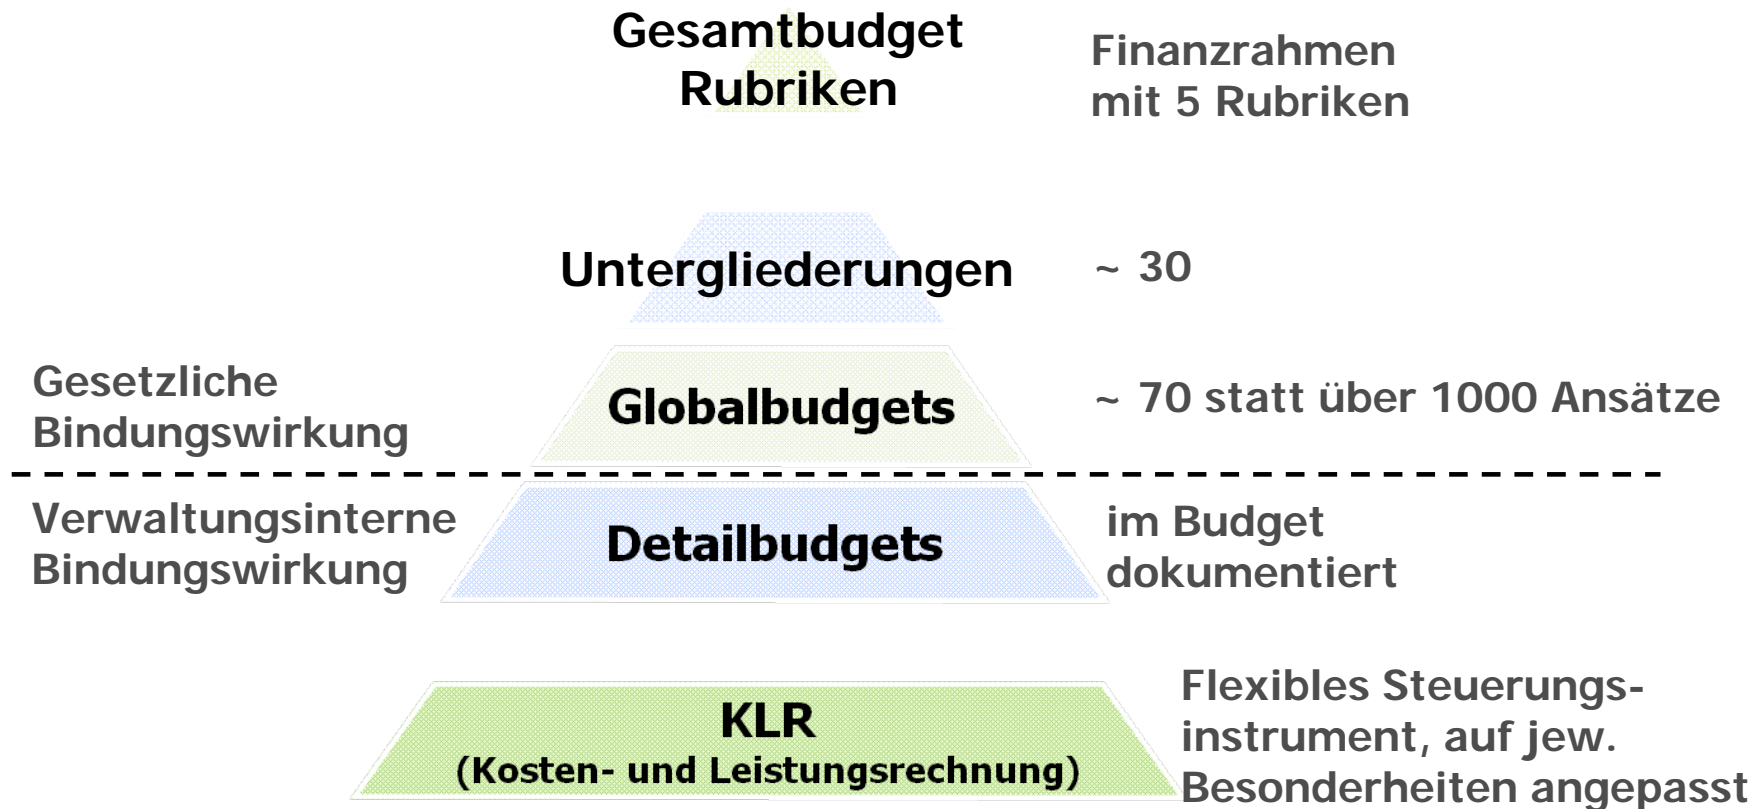 Gesamtbudget
Rubriken
Finanzrahmen
mit 5 Rubriken
Untergliederungen
~ 30
Gesetzliche
Bindungswirkung
Globalbudgets
~ 70 statt über 1000 Ansätze
Verwaltungsinterne
Bindungswirkung
Detailbudgets
im Budget
dokumentiert
KLR
(Kosten- und Leistungsrechnung)
Flexibles Steuerungs-
instrument, auf jew.
Besonderheiten angepasst